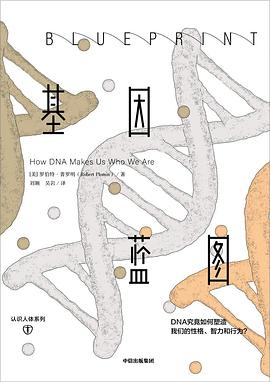 BLUEPRINT
基因
How DNA Makes Us Who We Are
[美] 罗伯特·普罗明 (Robert Plomin) / 著
刘颖 吴岩 / 译
蓝图
认识人体系列
DNA究竟如何塑造
我们的性格、智力和行为?
中信出版集团